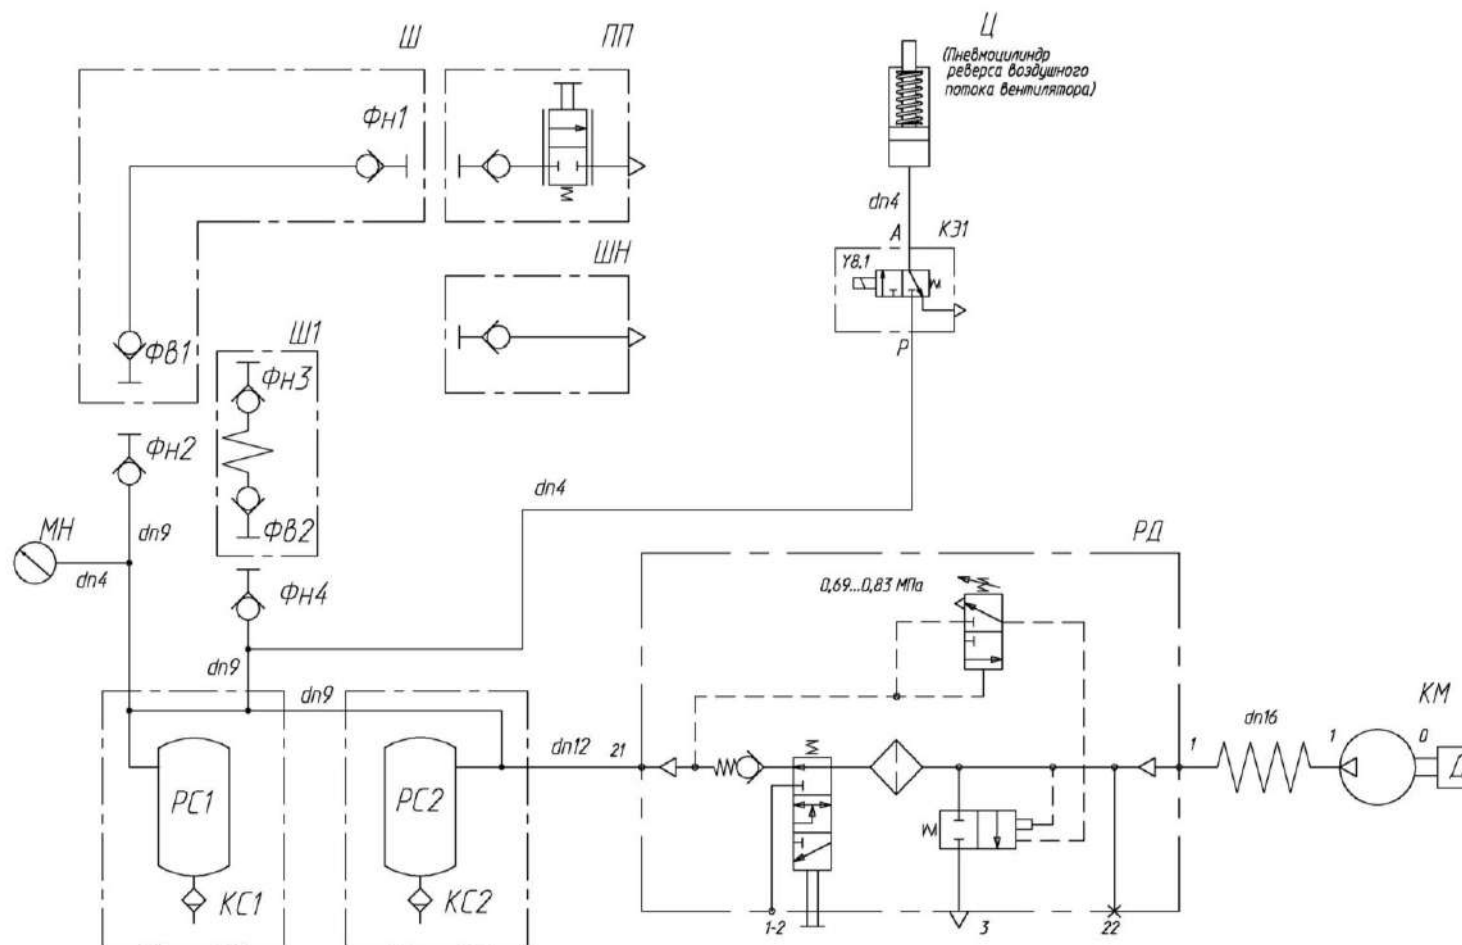 Ш
ПП
Ц
(Пневмоцилиндр
реверса воздушного
потока вентилятора)
Фн1
dn4
А
КЭ1
ШН
Y8.1
ФВ1
Ш1
Фн3
Р
Фн2
dn4
МН
dn9
ФВ2
РД
dn4
Фн4
0,69...0,83 МПа
dn9
dn9
КМ
dn16
dn12
21
1
1
0
Д
РС1
РС2
КС1
КС2
1-2
3
22